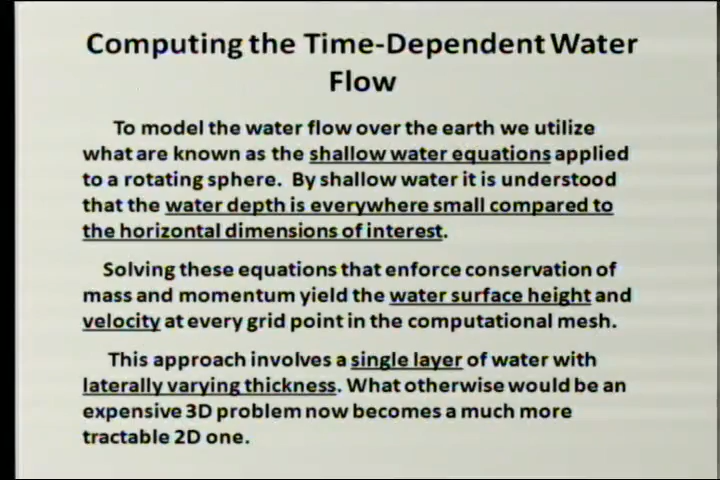 Computing the Time-Dependent Water
Flow
To model the water flow over the earth we utilize
what are known as the shallow water equations applied
to a rotating sphere. By shallow water it is understood
that the water depth is everywhere small compared to
the horizontal dimensions of interest.
Solving these equations that enforce conservation of
mass and momentum yield the water surface height and
velocity at every grid point in the computational mesh.
This approach involves a single layer of water with
laterally varying thickness. What otherwise would be an
expensive 3D problem now becomes a much more
tractable 2D one.